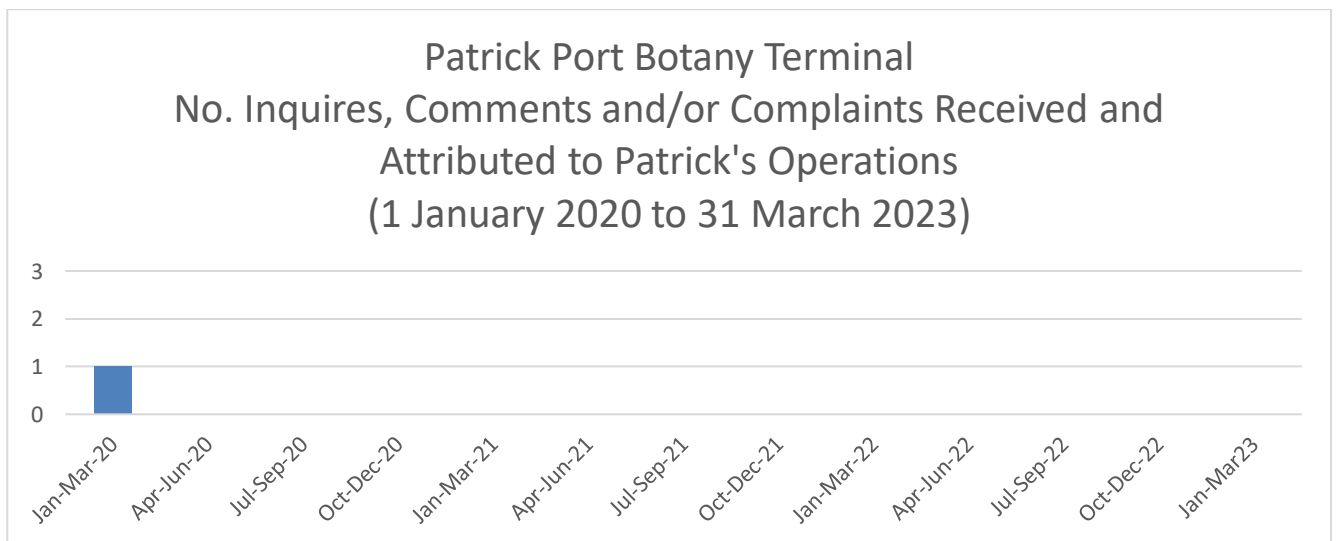 Patrick Port Botany Terminal
No. Inquires, Comments and/or Complaints Received and
Attributed to Patrick's Operations
(1 January 2020 to 31 March 2023)
3
2
1
0
Jan-Mar-20
Apr-Jun-20
Jul-Sep-20
Oct-Dec-20
Jan-Mar-21
Apr-Jun-21
Jul-Sep-21
Oct-Dec-21
Jan-Mar-22
Apr-Jun-22
Jul-Sep-22
Oct-Dec-22
Jan-Mar23